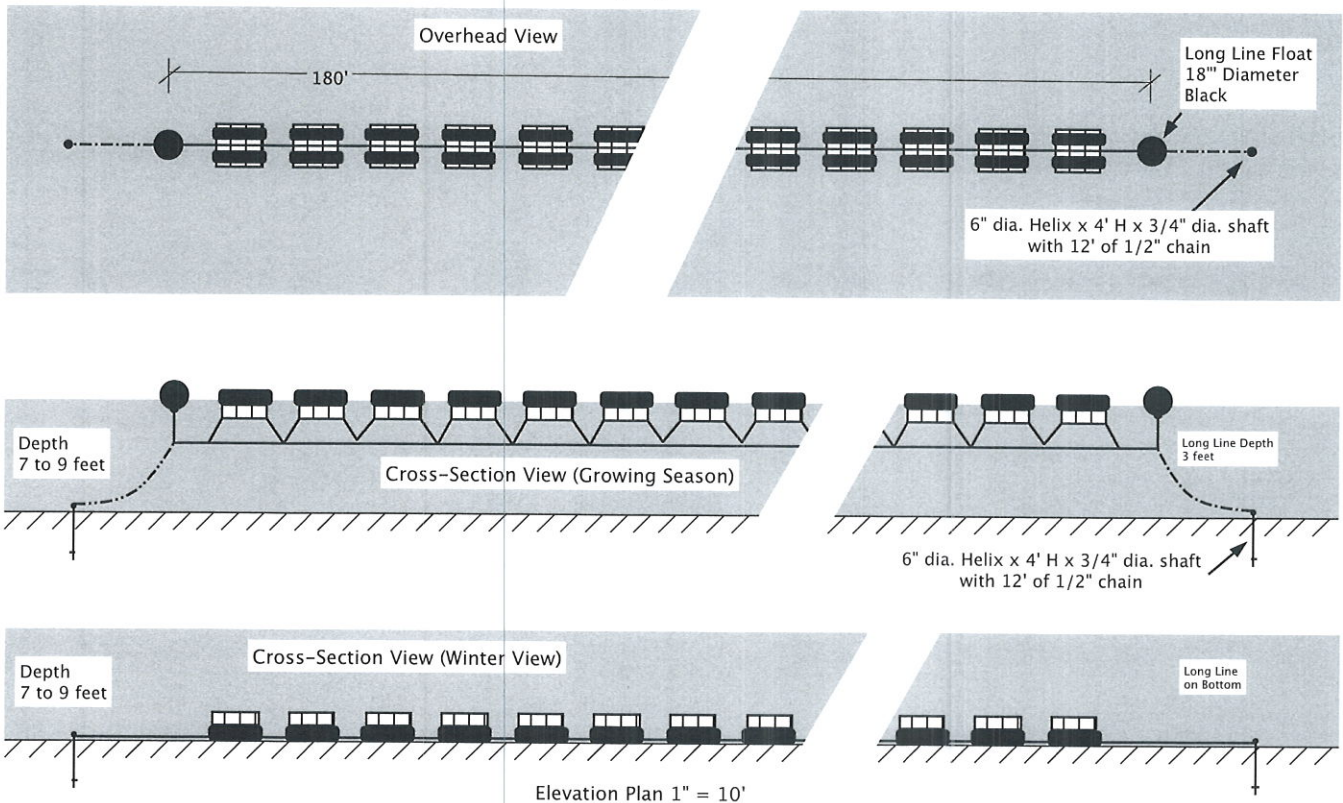 Overhead View
180'
Long Line Float
18"' Diameter
Black
6" dia. Helix x 4' H x 3/4" dia. shaft
with 12' of 1/2" chain
Depth
7 to 9 feet
Cross-Section View (Growing Season)
Long Line Depth
3 feet
6" dia. Helix x 4' H x 3/4" dia. shaft
with 12' of 1/2" chain
Cross-Section View (Winter View)
Depth
7 to 9 feet
Long Line
on Bottom
Elevation Plan 1" = 10'